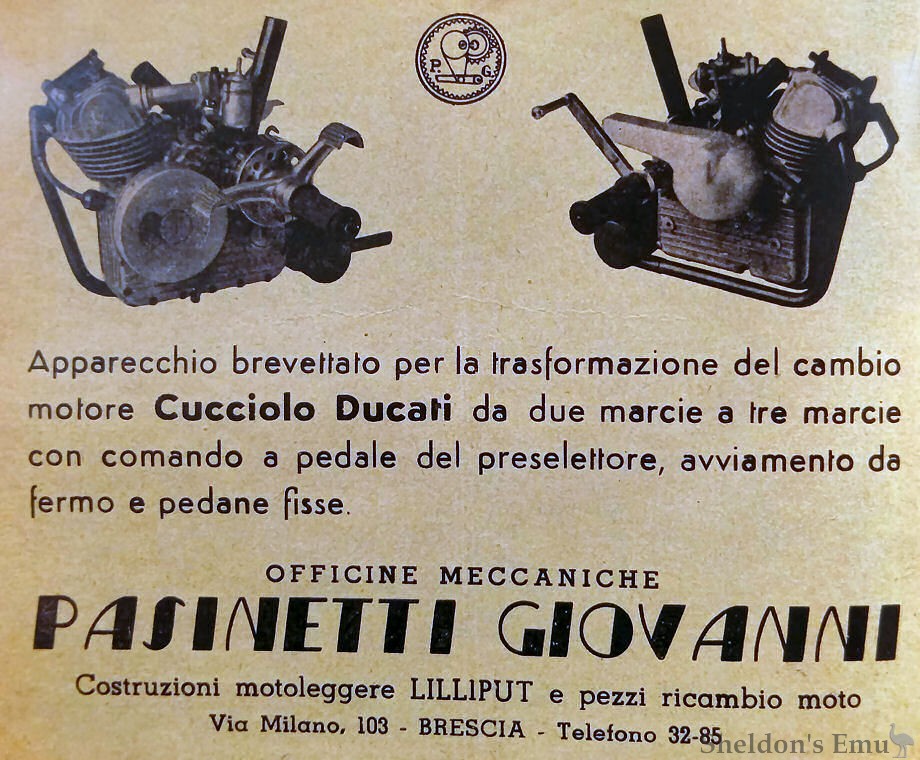 P. G.
Apparecchio brevettato per la trasformazione del cambio
motore Cucciolo Ducati da due marcie a tre marcie
con comando a pedale del preselettore, avviamento da
fermo e pedane fisse.
OFFICINE MECCANICHE
PASINETTI GIOVANNI
Costruzioni motoleggere LILLIPUT e pezzi ricambio moto
Via Milano, 103 - BRESCIA - Telefono 32-85
Sheldon's Emu